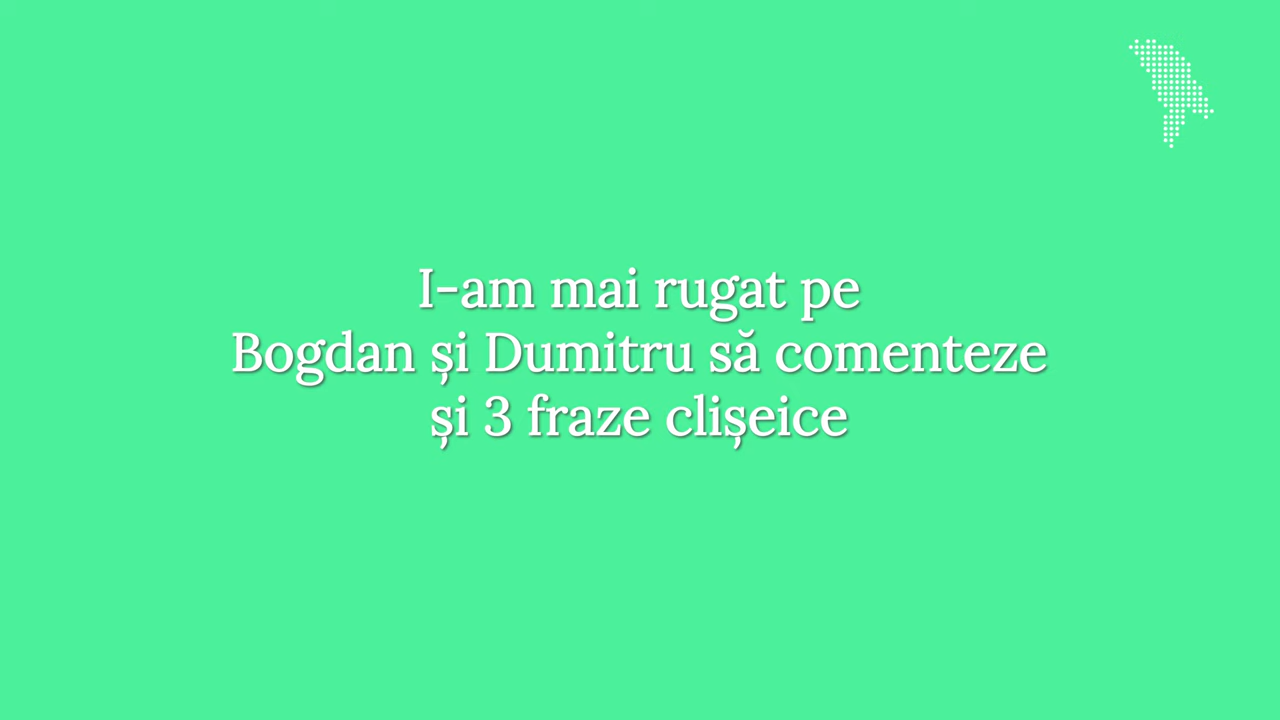 I-am mai rugat pe
Bogdan și Dumitru să comenteze
și 3 fraze clișeice